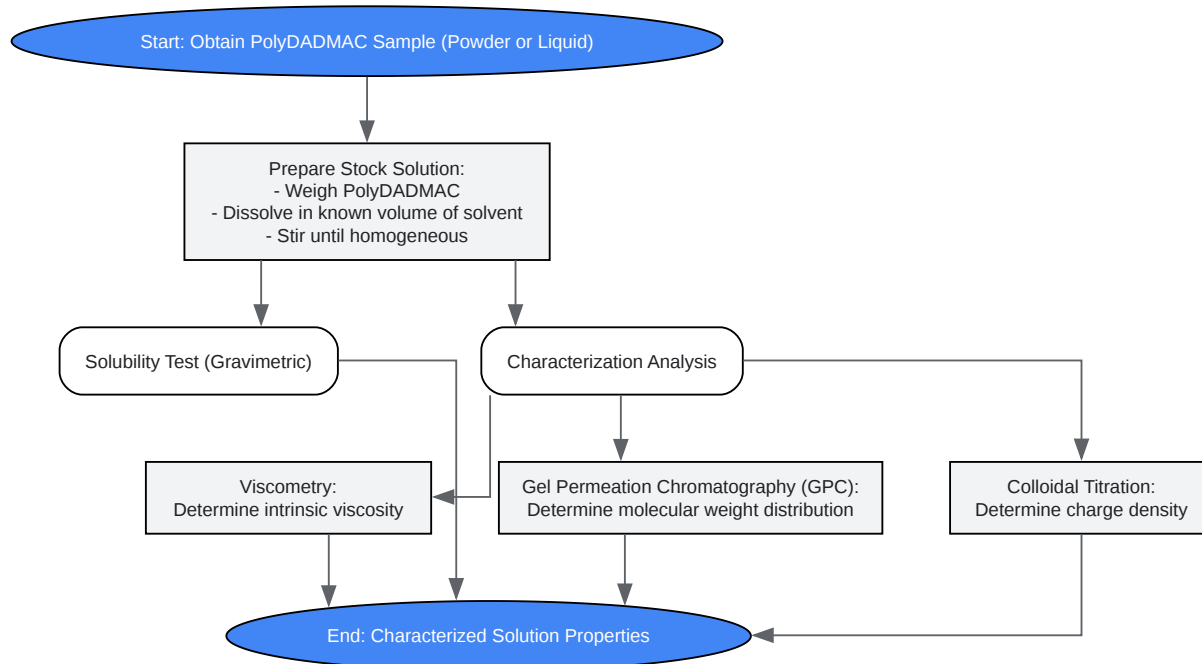 Start: Obtain PolyDADMAC Sample (Powder or Liquid)
Prepare Stock Solution:
- Weigh PolyDADMAC
- Dissolve in known volume of solvent
- Stir until homogeneous
Solubility Test (Gravimetric)
Characterization Analysis
Viscometry:
Determine intrinsic viscosity
Gel Permeation Chromatography (GPC):
Determine molecular weight distribution
Colloidal Titration:
Determine charge density
End: Characterized Solution Properties